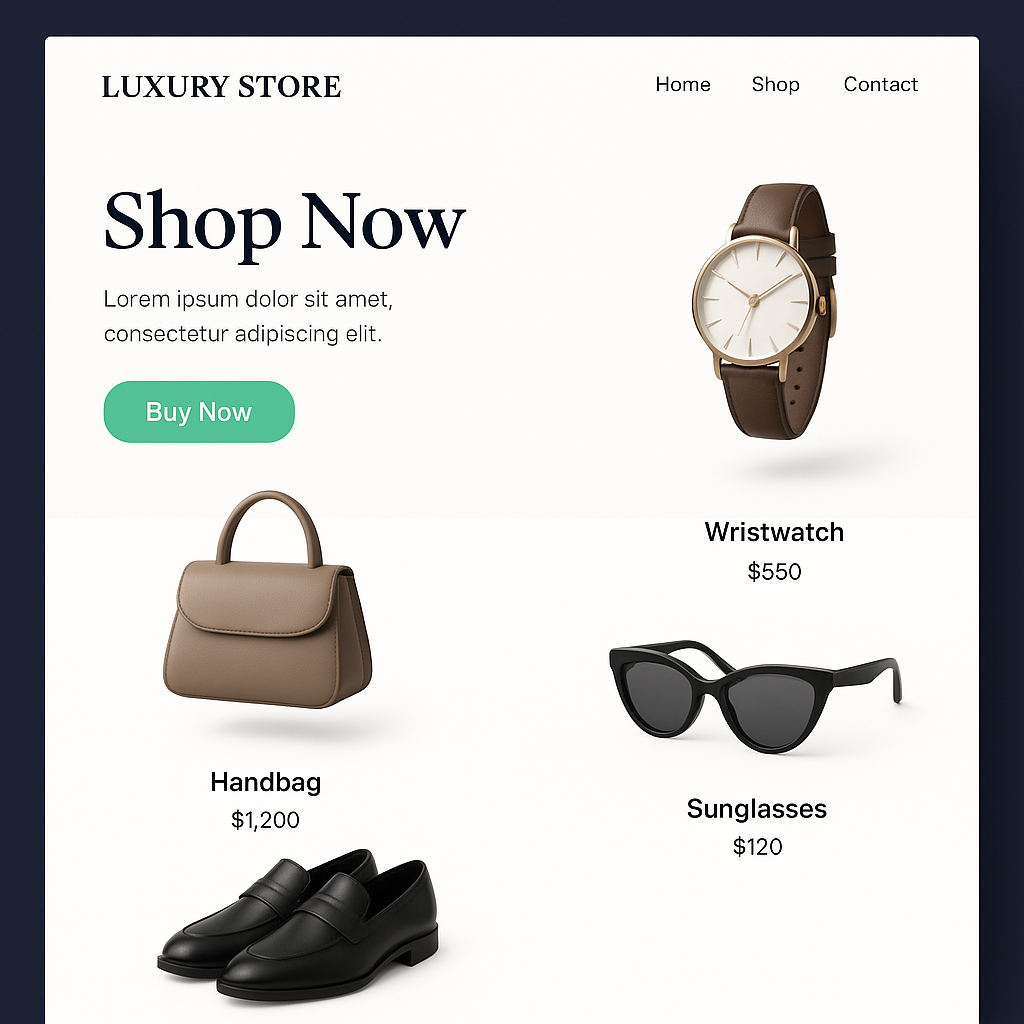 LUXURY STORE
Home Shop Contact
Shop Now
Lorem ipsum dolor sit amet,
consectetur adipiscing elit.
Buy Now
Wristwatch
$550
Handbag
$1,200
Sunglasses
$120